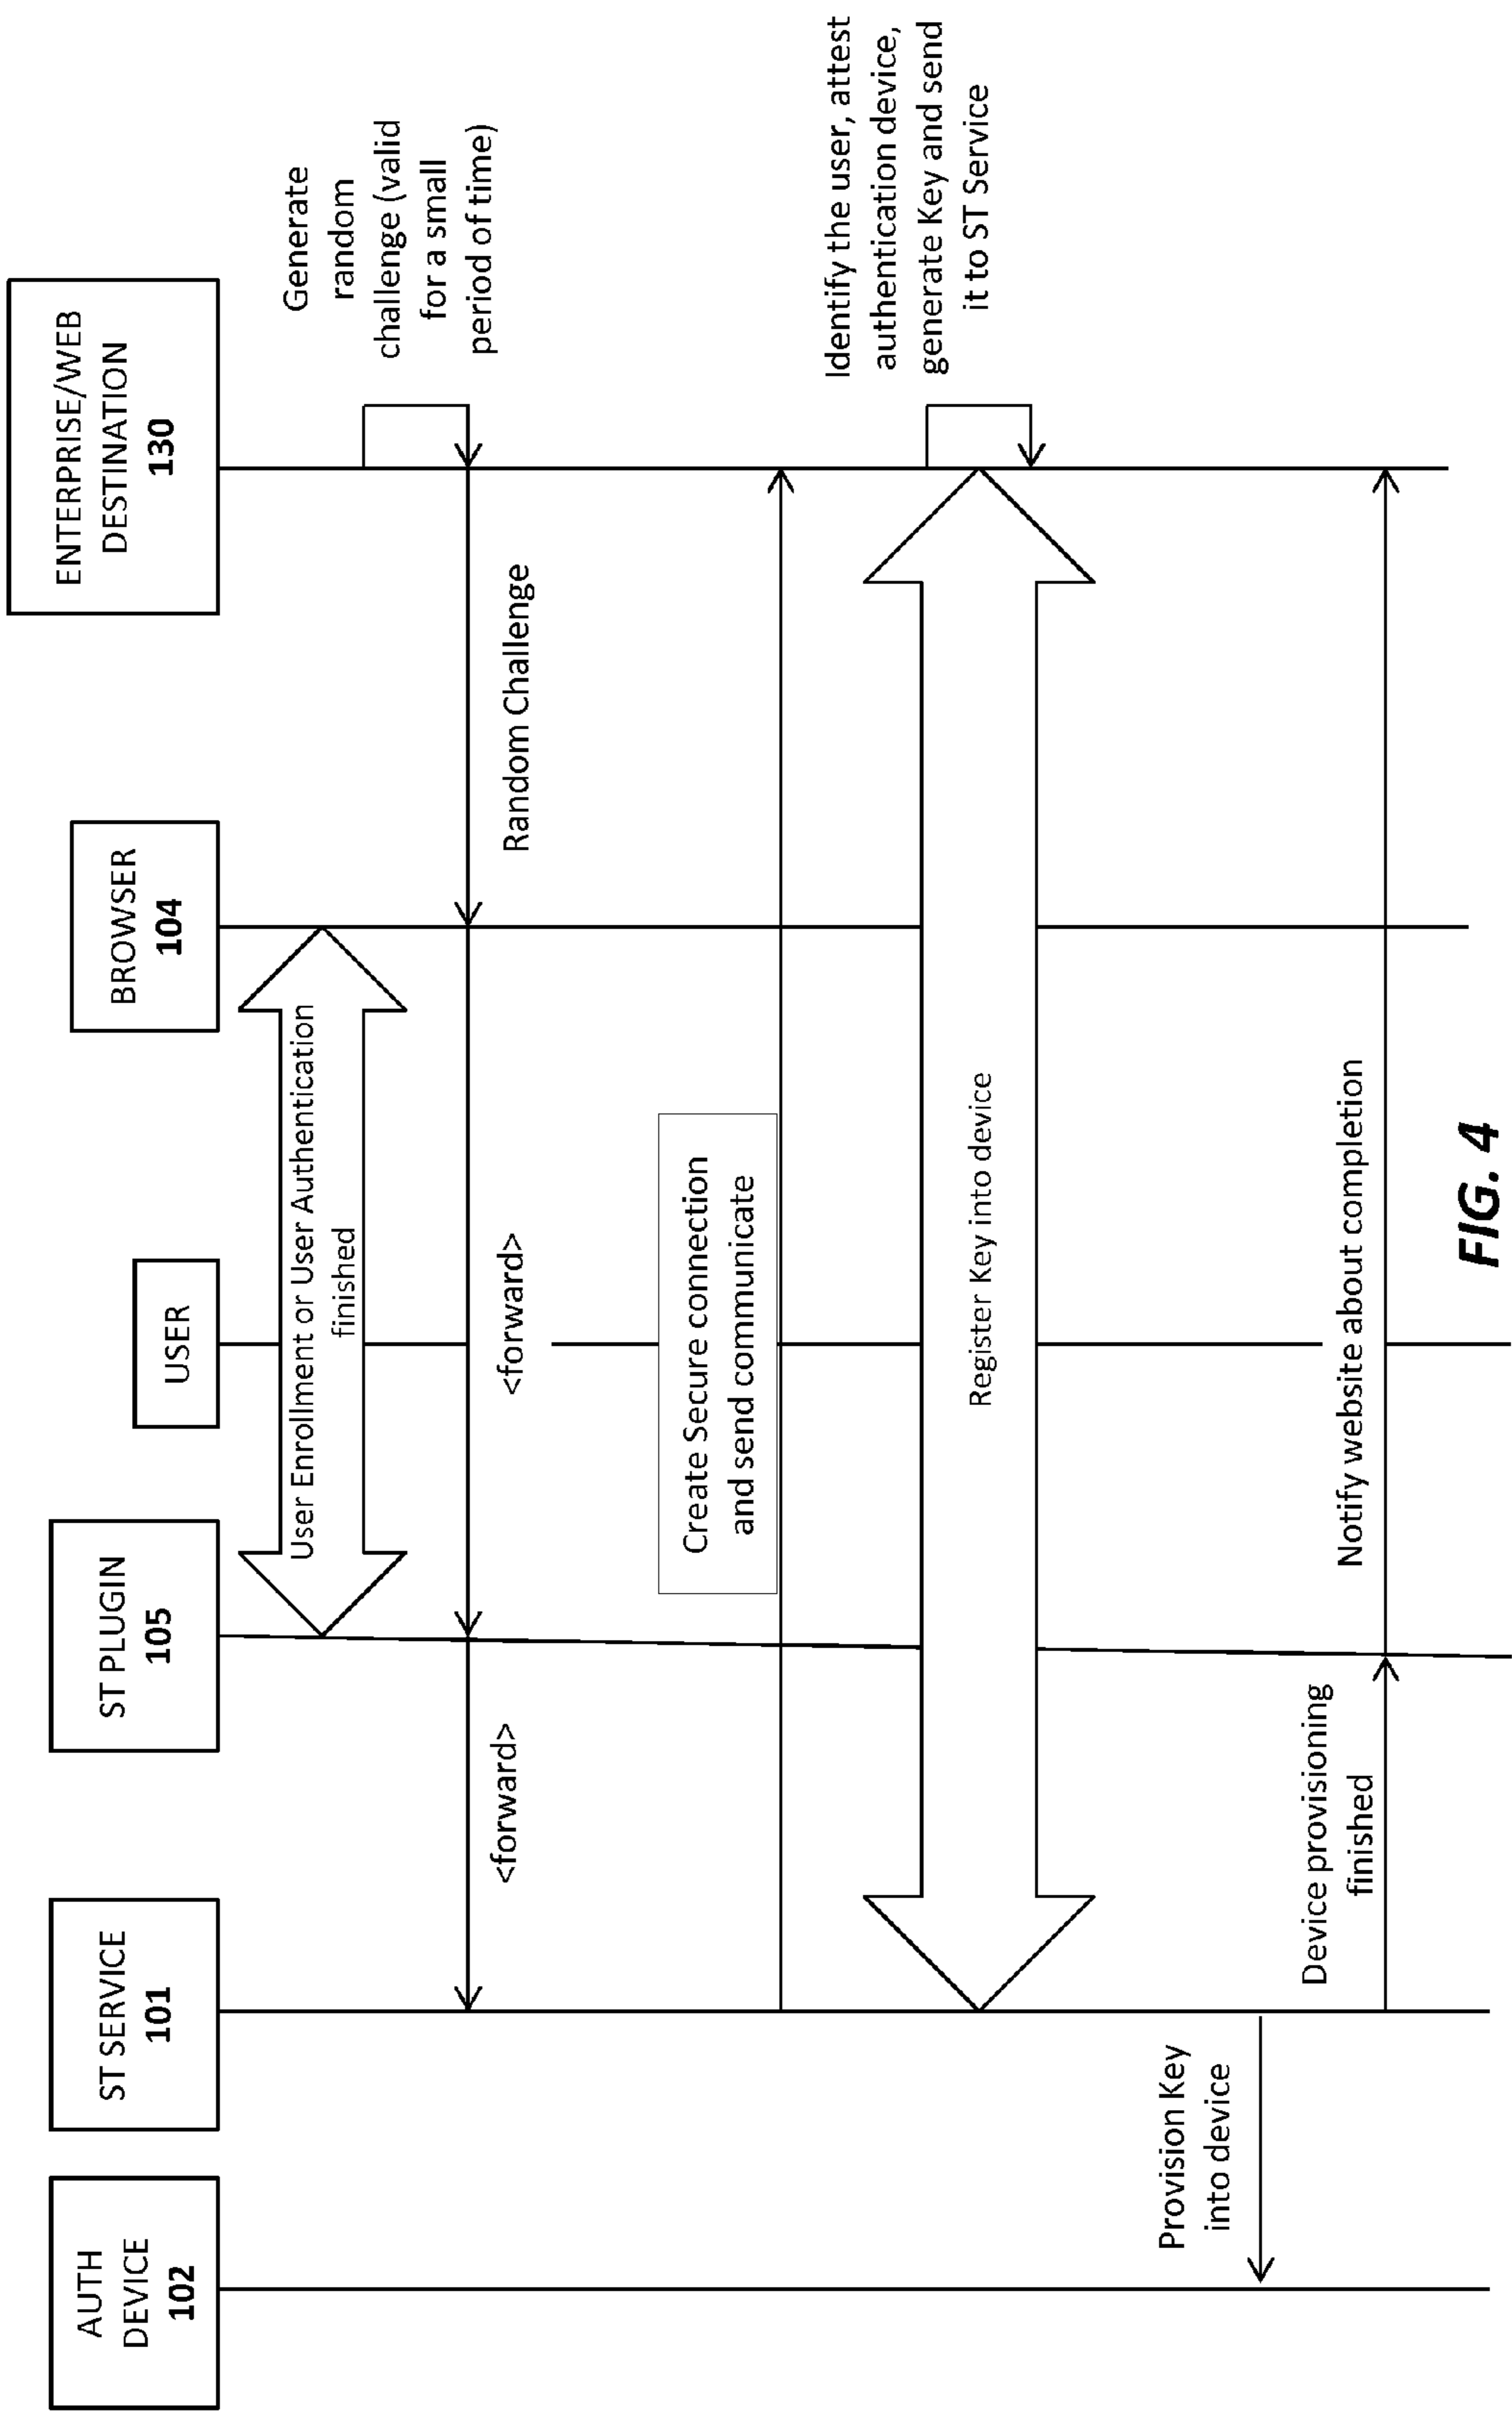 AUTH
DEVICE
102
ST SERVICE
101
ST PLUGIN
105
USER
BROWSER
104
ENTERPRISE/WEB
DESTINATION
130
User Enrollment or User Authentication
finished
Generate
random
challenge (valid
for a small
period of time)
Random Challenge
<forward>
<forward>
Create Secure connection
and send communicate
Identify the user, attest
authentication device,
generate Key and send
it to ST Service
Register Key into device
Provision Key
into device
Device provisioning
finished
Notify website about completion
FIG. 4